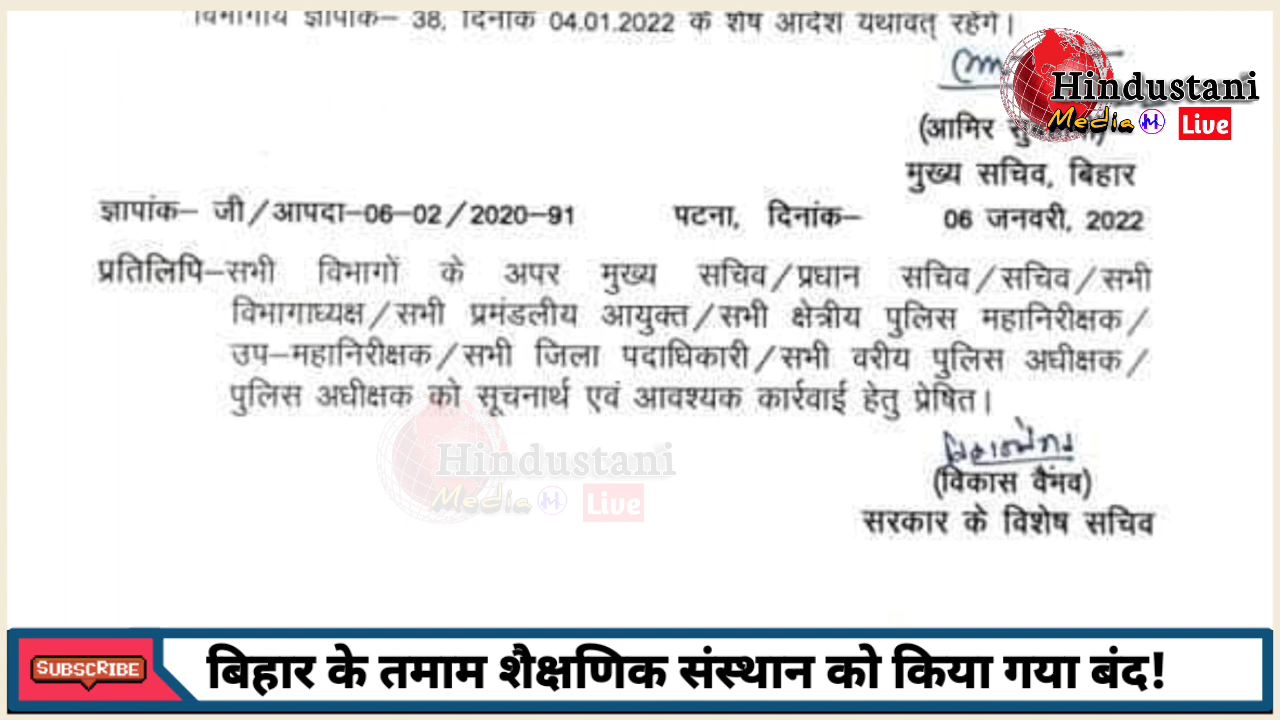 विभागीय ज्ञापांक– 38, दिनांक 04.01.2022 के शेष आदेश यथावत् रहेंगे।
Hindustani
Media M Live
(आमिर
मुख्य सचिव, बिहार
ज्ञापांक– जी/आपदा–06–02/2020–91 पटना, दिनांक– 06 जनवरी, 2022
प्रतिलिपि–सभी विभागों के अपर मुख्य सचिव/प्रधान सचिव/सचिव/सभी
विभागाध्यक्ष/सभी प्रमंडलीय आयुक्त/सभी क्षेत्रीय पुलिस महानिरीक्षक/
उप–महानिरीक्षक/सभी जिला पदाधिकारी/सभी वरीय पुलिस अधीक्षक/
पुलिस अधीक्षक को सूचनार्थ एवं आवश्यक कार्रवाई हेतु प्रेषित।
Hindustani
Media M Live
(विकास वैभव)
सरकार के विशेष सचिव
SUBSCRIBE
बिहार के तमाम शैक्षणिक संस्थान को किया गया बंद!